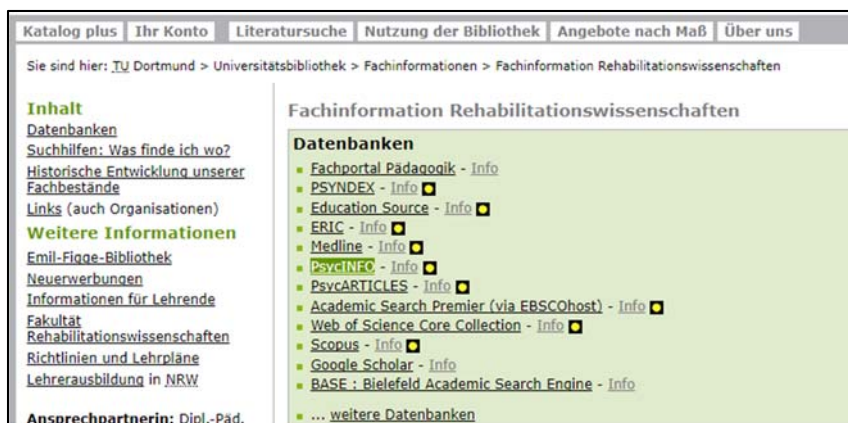 Katalog plus Ihr Konto Literatursuche Nutzung der Bibliothek Angebote nach Maß Über uns
Sie sind hier: TU Dortmund > Universitätsbibliothek > Fachinformationen > Fachinformation Rehabilitationswissenschaften
Inhalt
Datenbanken
Suchhilfen: Was finde ich wo?
Historische Entwicklung unserer
Fachbestände
Links (auch Organisationen)
Weitere Informationen
Emil-Figge-Bibliothek
Neuerwerbungen
Informationen für Lehrende
Fakultät
Rehabilitationswissenschaften
Richtlinien und Lehrpläne
Lehrerausbildung in NRW
Ansprechpartnerin: Dipl.-Päd.
Fachinformation Rehabilitationswissenschaften
Datenbanken
Fachportal Pädagogik - Info
PSYNDEX - Info
Education Source - Info
ERIC - Info
Medline - Info
PsycINFO - Info
PsycARTICLES - Info
Academic Search Premier (via EBSCOhost) - Info
Web of Science Core Collection - Info
Scopus - Info
Google Scholar - Info
BASE : Bielefeld Academic Search Engine - Info
... weitere Datenbanken